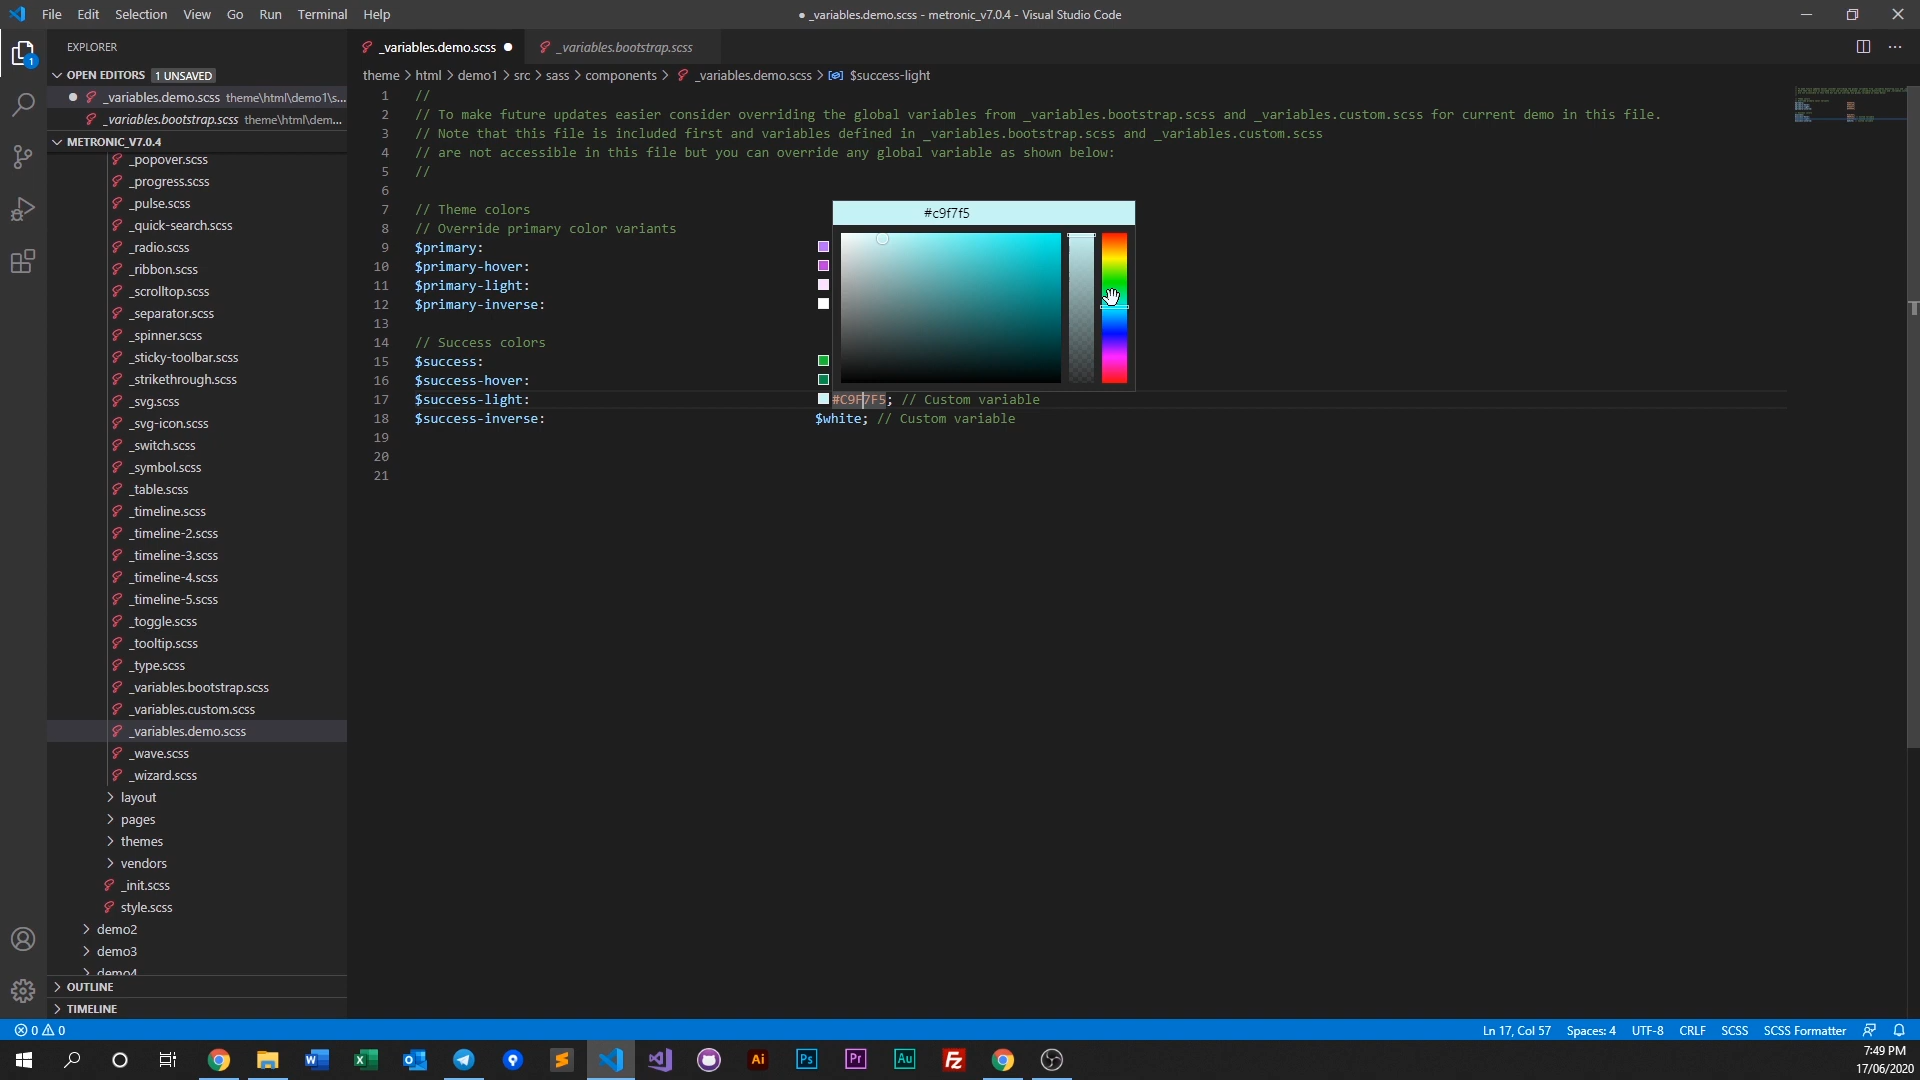 File Edit Selection View Go Run Terminal Help
● _variables.demo.scss - metronic_v7.0.4 - Visual Studio Code
EXPLORER
OPEN EDITORS 1 UNSAVED
_variables.demo.scss theme\html\demo1\s...
_variables.bootstrap.scss theme\html\dem...
METRONIC_V7.0.4
_popover.scss
_progress.scss
_pulse.scss
_quick-search.scss
_radio.scss
_ribbon.scss
_scrolltop.scss
_separator.scss
_spinner.scss
_sticky-toolbar.scss
_strikethrough.scss
_svg.scss
_svg-icon.scss
_switch.scss
_symbol.scss
_table.scss
_timeline.scss
_timeline-2.scss
_timeline-3.scss
_timeline-4.scss
_timeline-5.scss
_toggle.scss
_tooltip.scss
_type.scss
_variables.bootstrap.scss
_variables.custom.scss
_variables.demo.scss
_wave.scss
_wizard.scss
layout
pages
themes
vendors
_init.scss
style.scss
demo2
demo3
demo4
OUTLINE
TIMELINE
_variables.demo.scss ● _variables.bootstrap.scss
theme > html > demo1 > src > sass > components > _variables.demo.scss > $success-light
1 //
2 // To make future updates easier consider overriding the global variables from _variables.bootstrap.scss and _variables.custom.scss for current demo in this file.
3 // Note that this file is included first and variables defined in _variables.bootstrap.scss and _variables.custom.scss
4 // are not accessible in this file but you can override any global variable as shown below:
5 //
6
7 // Theme colors
8 // Override primary color variants
9 $primary:
10 $primary-hover:
11 $primary-light:
12 $primary-inverse:
13
14 // Success colors
15 $success:
16 $success-hover:
17 $success-light: #C9F7F5; // Custom variable
18 $success-inverse: $white; // Custom variable
19
20
21
#c9f7f5
1
0 0
Ln 17, Col 57 Spaces: 4 UTF-8 CRLF SCSS SCSS Formatter
Ai Ps Pr Au Fz
7:49 PM
17/06/2020